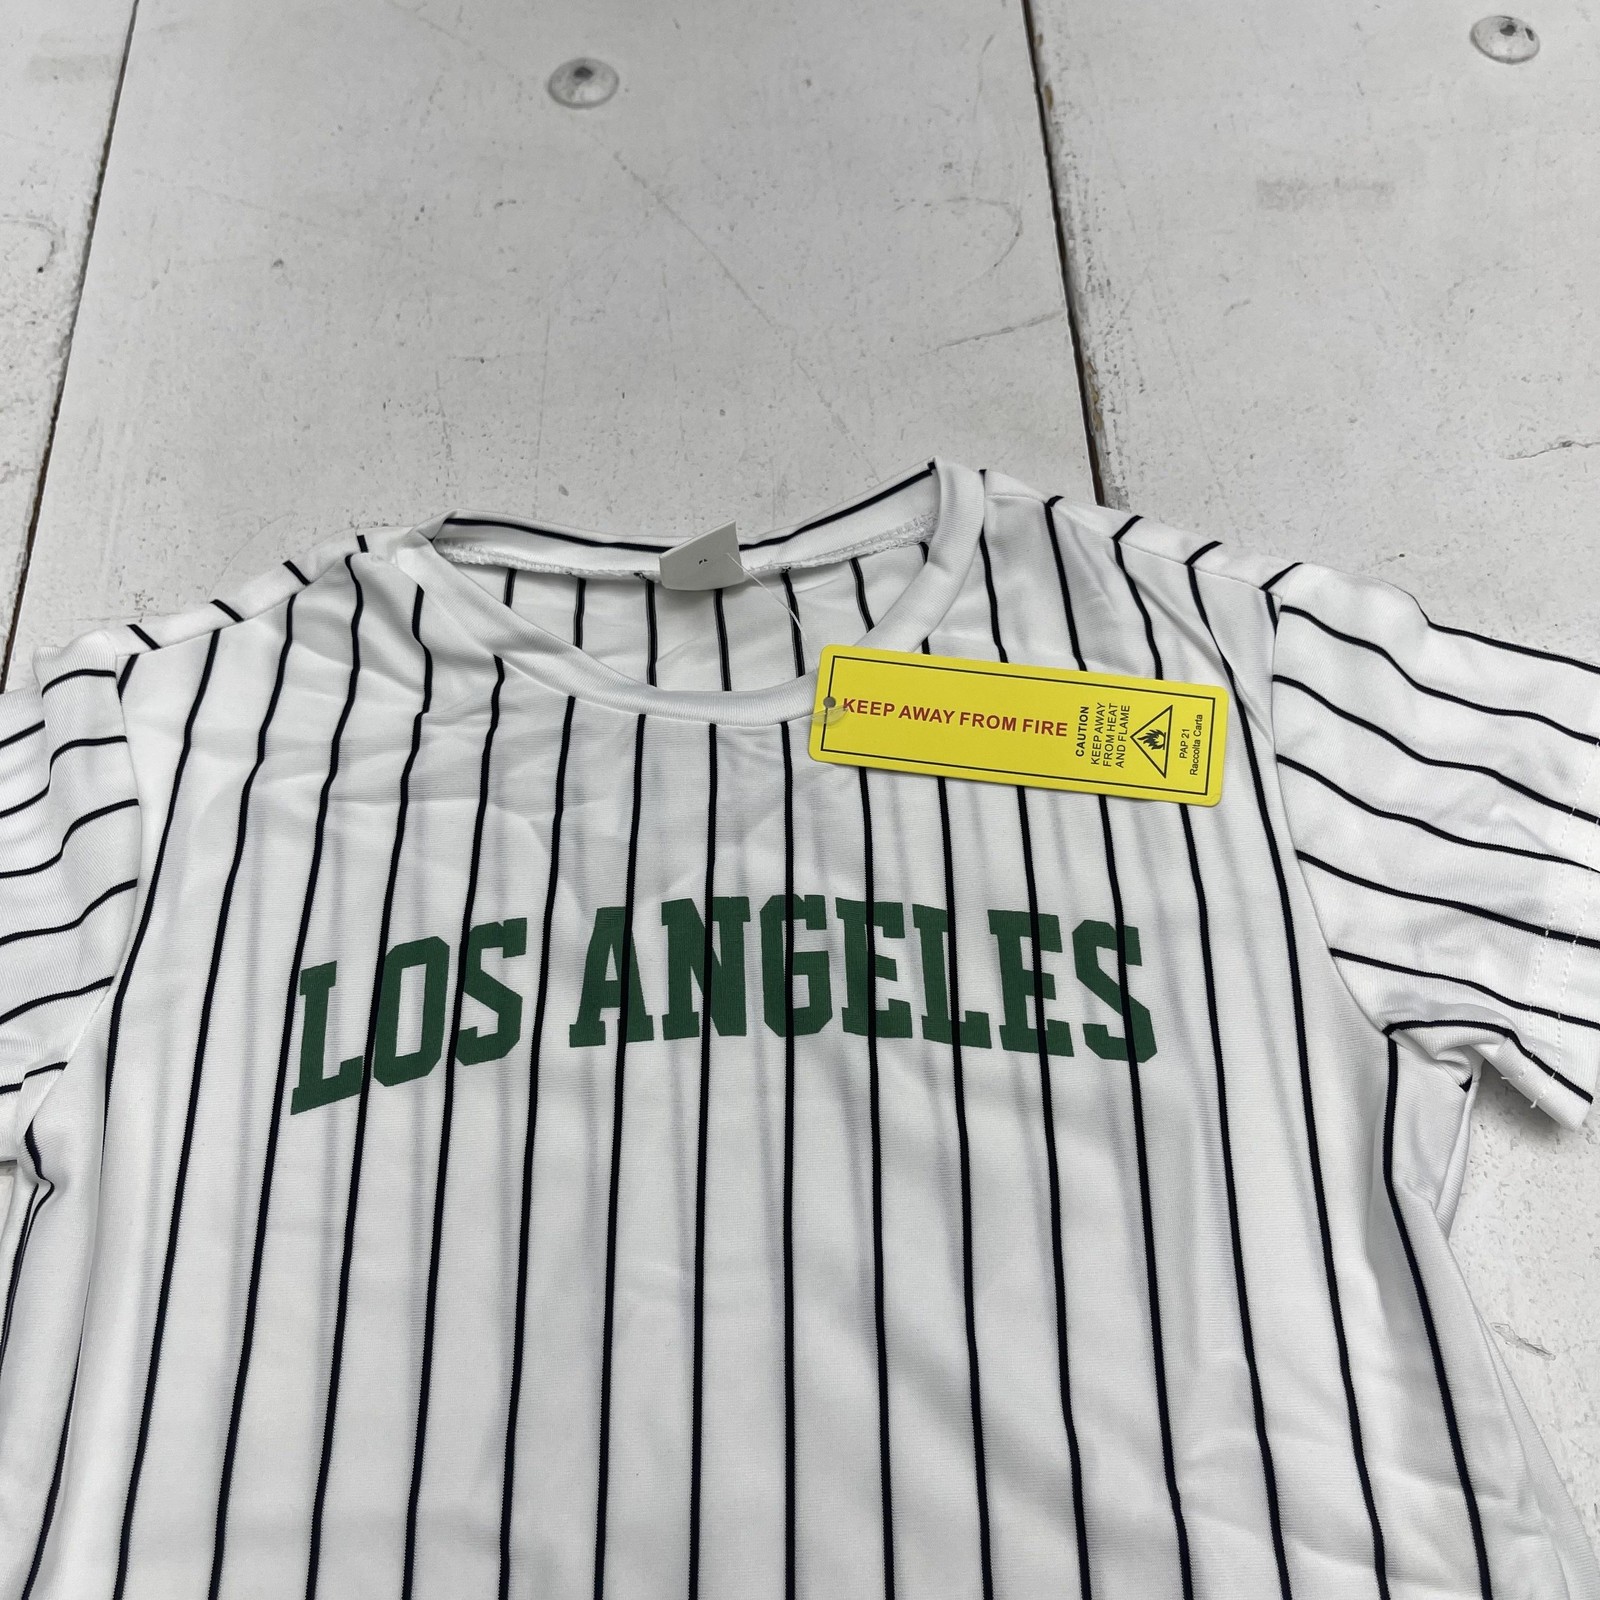 KEEP AWAY FROM FIRE
CAUTION
KEEP AWAY
FROM HEAT
AND FLAME
PAP 21
Raccolta Carta
LOS ANGELES